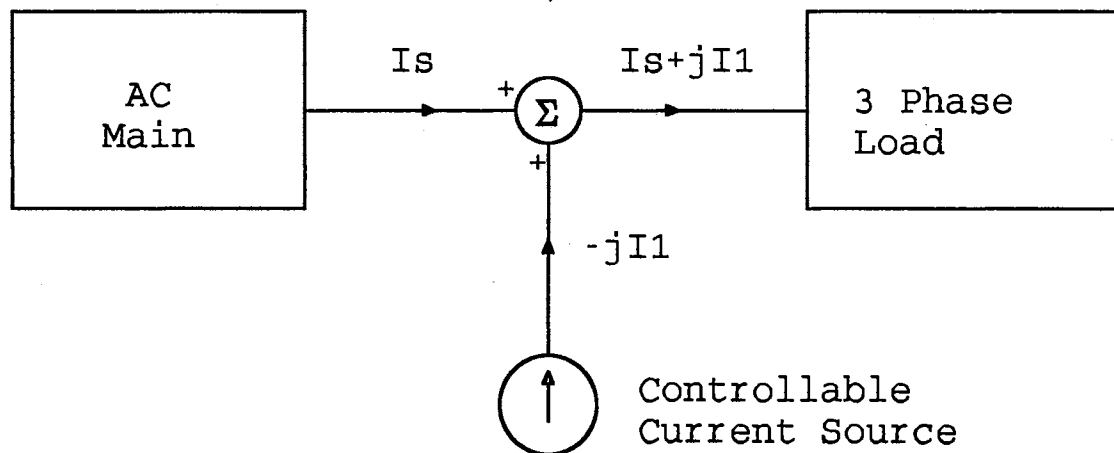 AC
Main
Is
+
Σ
+
Is+jI1
3 Phase
Load
-jI1
Controllable
Current Source